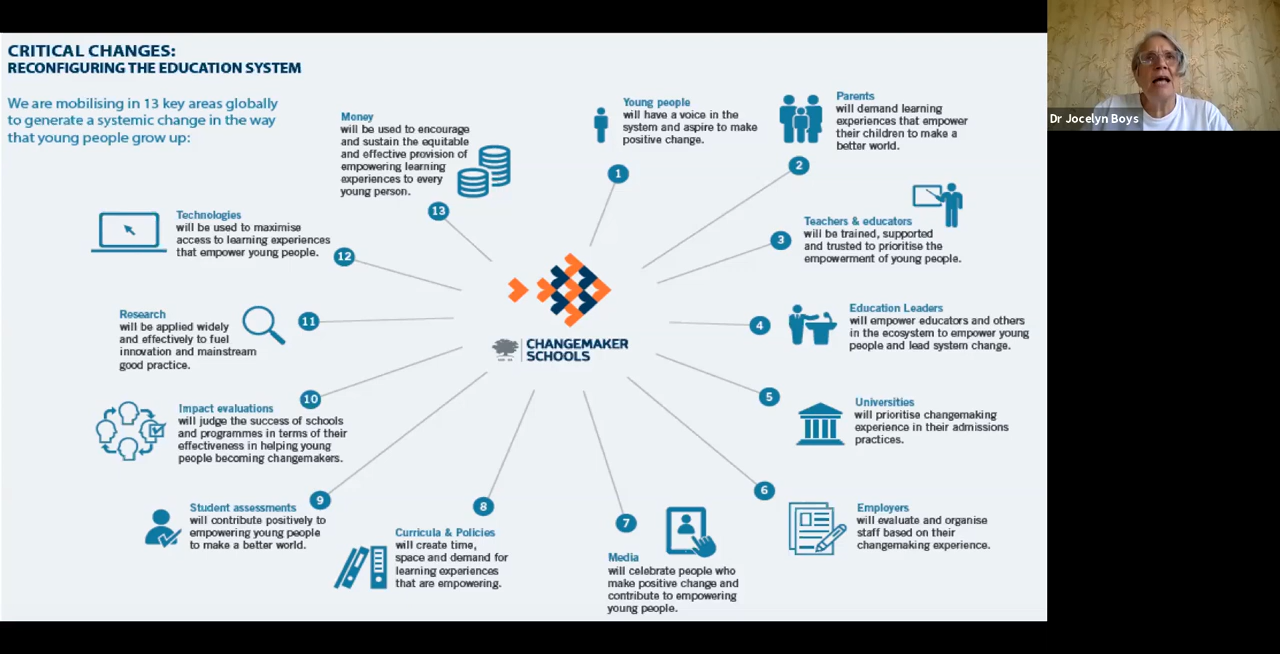 CRITICAL CHANGES:
RECONFIGURING THE EDUCATION SYSTEM
We are mobilising in 13 key areas globally
to generate a systemic change in the way
that young people grow up:
Young people
will have a voice in the
system and aspire to make
positive change.
1
Parents
will demand learning
experiences that empower
their children to make a
better world.
2
Teachers & educators
will be trained, supported
and trusted to prioritise the
empowerment of young people.
3
Education Leaders
will empower educators and others
in the ecosystem to empower young
people and lead system change.
4
Universities
will prioritise changemaking
experience in their admissions
practices.
5
Employers
will evaluate and organise
staff based on their
changemaking experience.
6
Media
will celebrate people who
make positive change and
contribute to empowering
young people.
7
Curricula & Policies
will create time,
space and demand for
learning experiences
that are empowering.
8
Student assessments
will contribute positively to
empowering young people
to make a better world.
9
Impact evaluations
will judge the success of schools
and programmes in terms of their
effectiveness in helping young
people becoming changemakers.
10
Research
will be applied widely
and effectively to fuel
innovation and mainstream
good practice.
11
Technologies
will be used to maximise
access to learning experiences
that empower young people.
12
Money
will be used to encourage
and sustain the equitable
and effective provision of
empowering learning
experiences to every
young person.
13
CHANGEMAKER
SCHOOLS
Dr Jocelyn Boys